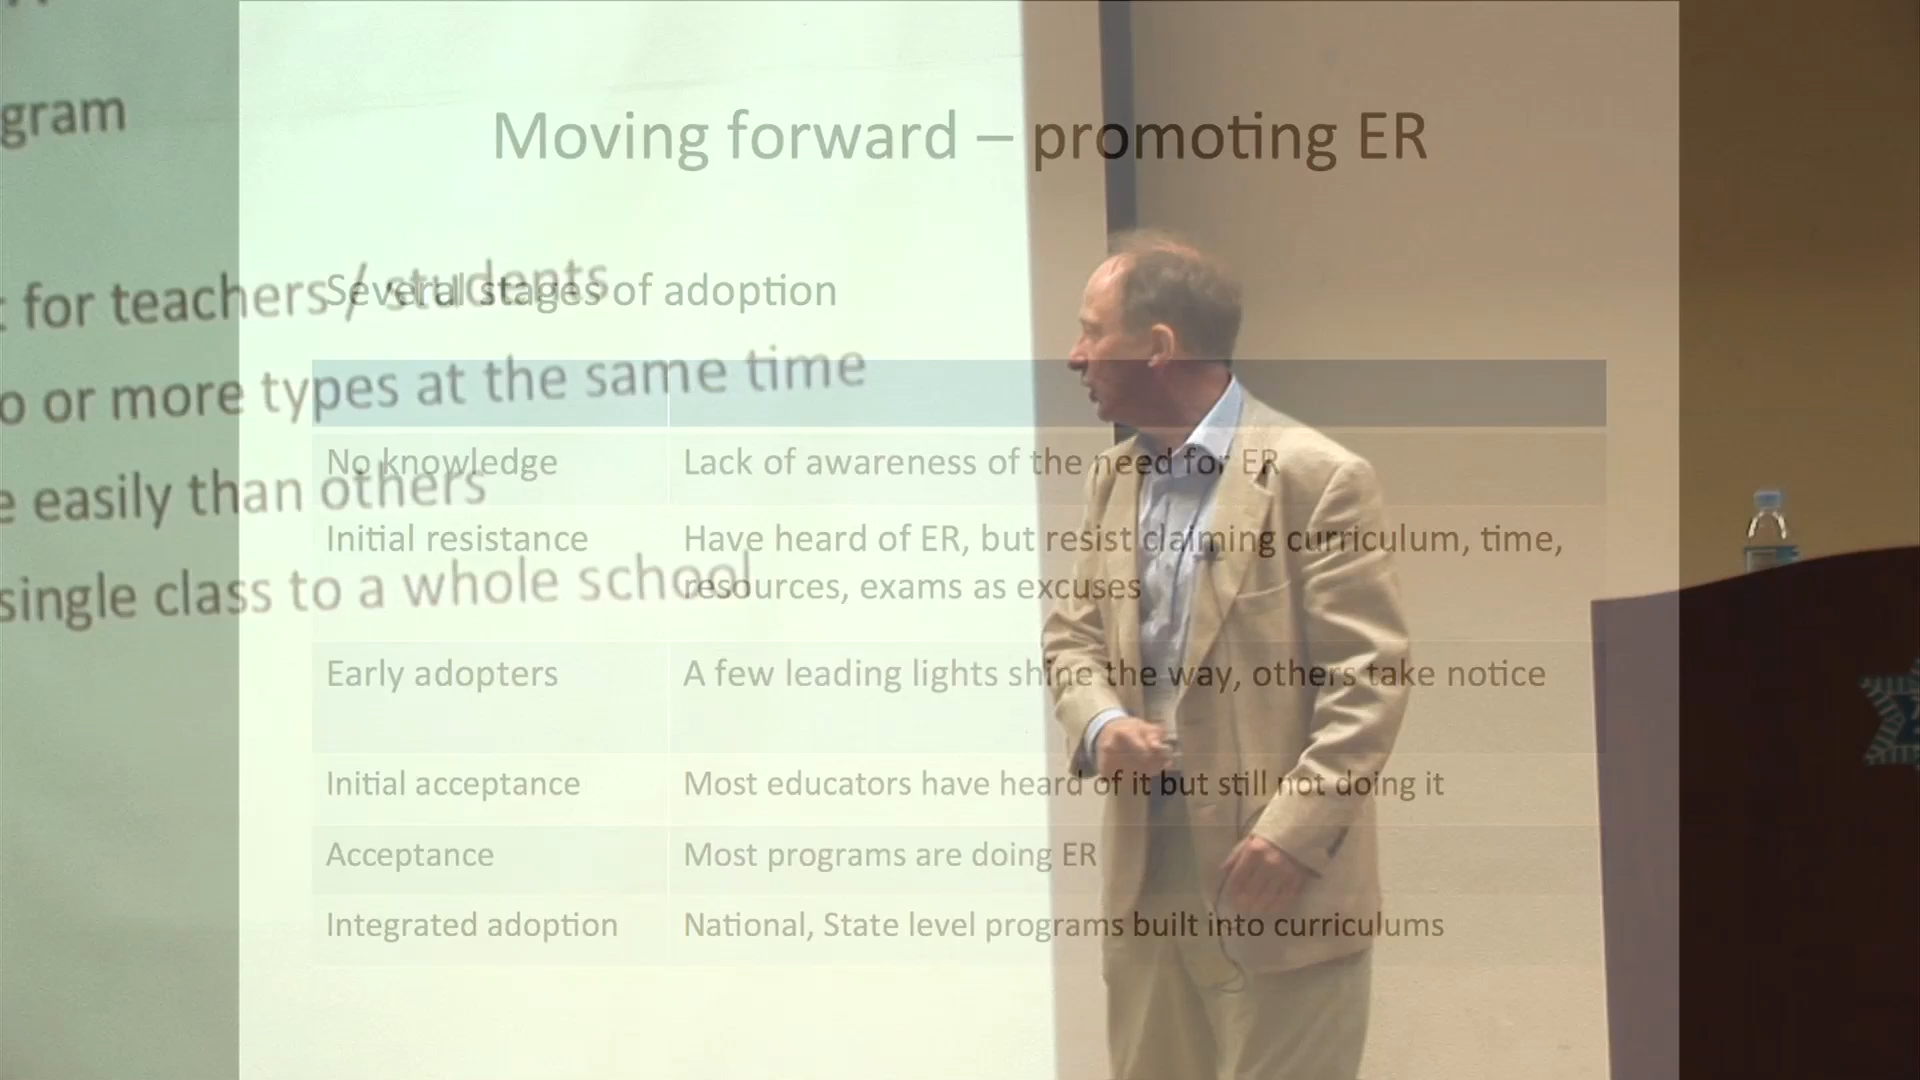 Moving forward – promoting ER
Several stages of adoption
No knowledge
Lack of awareness of the need for ER
Initial resistance
Have heard of ER, but resist claiming curriculum, time,
resources, exams as excuses
Early adopters
A few leading lights shine the way, others take notice
Initial acceptance
Most educators have heard of it but still not doing it
Acceptance
Most programs are doing ER
Integrated adoption
National, State level programs built into curriculums
gram
for teachers / students
o or more types at the same time
e easily than others
single class to a whole school